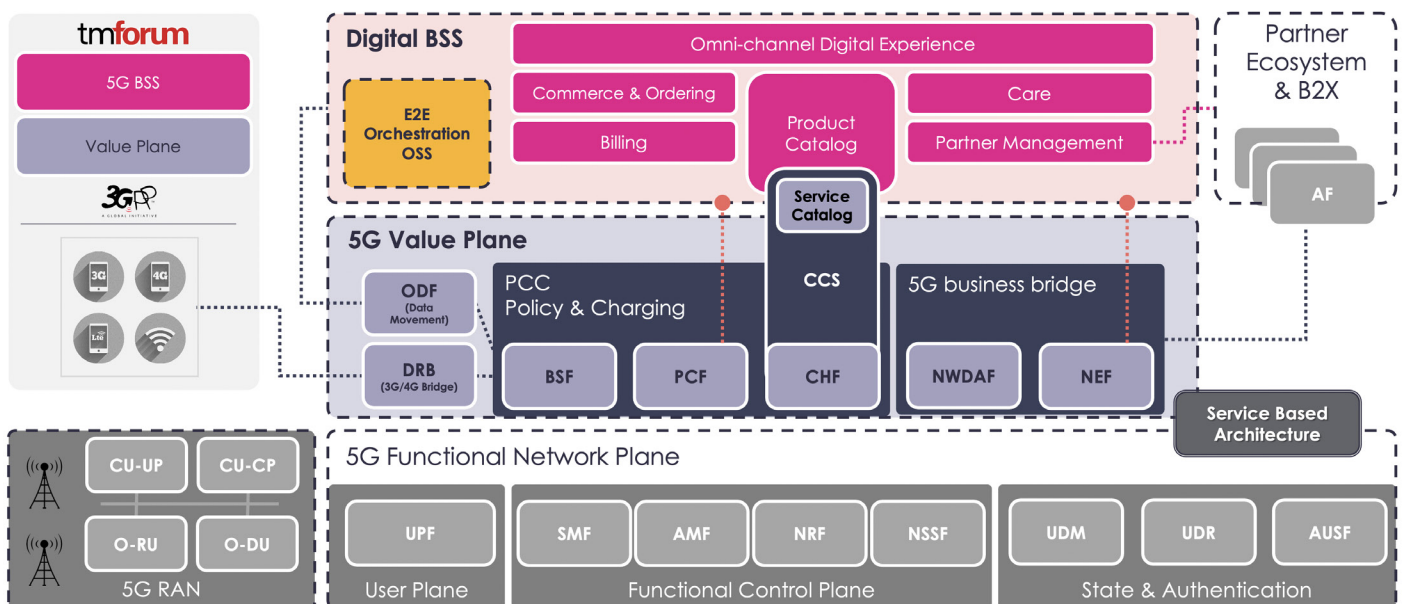 tmforum
5G BSS
Value Plane
3GPP
A GLOBAL INITIATIVE
3G
4G
Lte
Digital BSS
Omni-channel Digital Experience
E2E
Orchestration
OSS
Commerce & Ordering
Billing
Product
Catalog
Care
Partner Management
Partner
Ecosystem
& B2X
AF
Service
Catalog
5G Value Plane
ODF
(Data
Movement)
DRB
(3G/4G Bridge)
PCC
Policy & Charging
CCS
5G business bridge
BSF
PCF
CHF
NWDAF
NEF
Service Based
Architecture
CU-UP
CU-CP
O-RU
O-DU
5G RAN
5G Functional Network Plane
UPF
User Plane
SMF
AMF
NRF
NSSF
Functional Control Plane
UDM
UDR
AUSF
State & Authentication